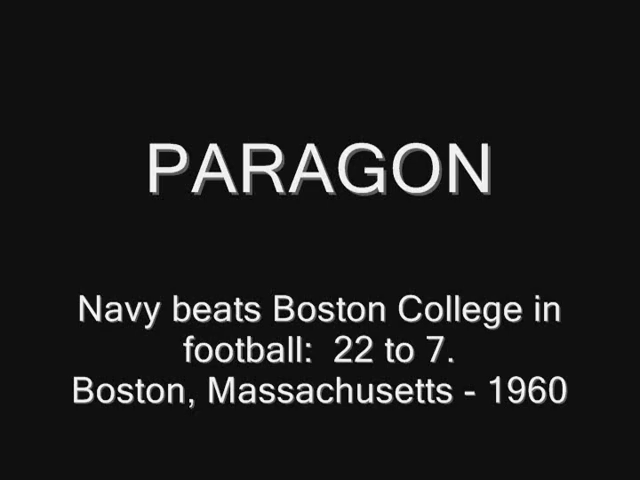 PARAGON
Navy beats Boston College in
football:  22 to 7.
Boston, Massachusetts - 1960